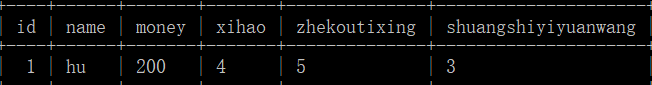 id name money xihao zhekoutixing shuangshiyiyuanwang
1 hu 200 4 5 3